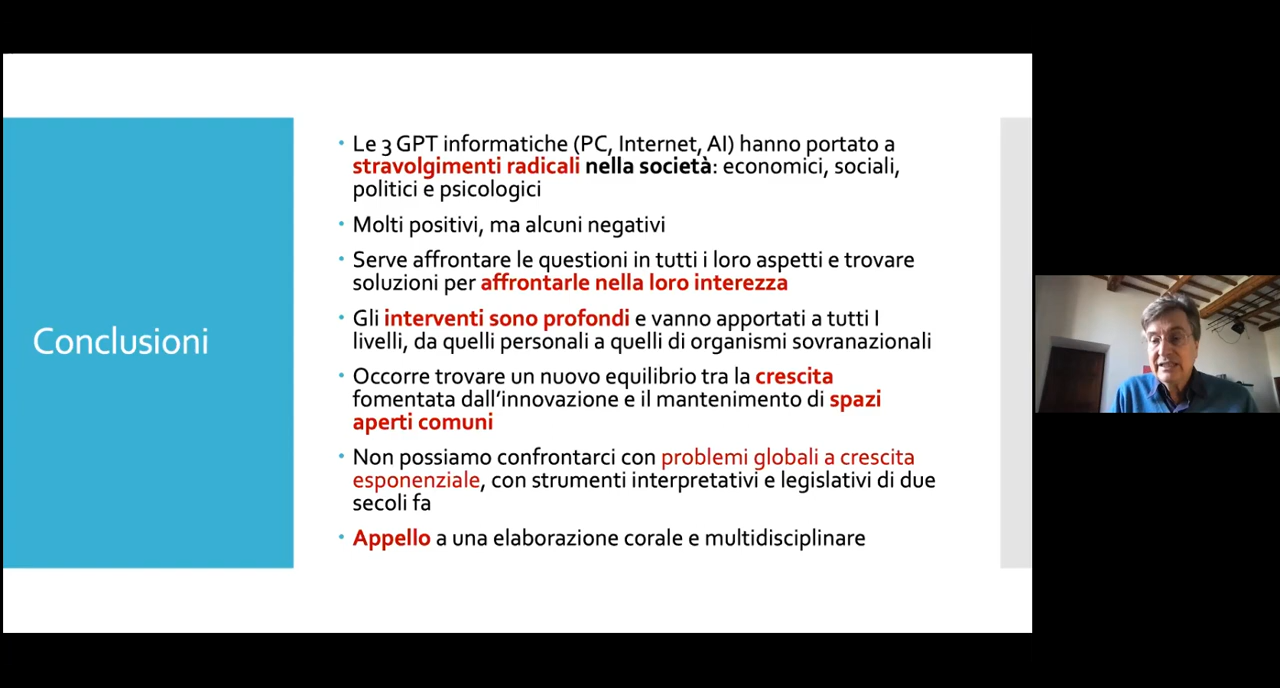 Conclusioni
Le 3 GPT informatiche (PC, Internet, AI) hanno portato a
stravolgimenti radicali nella società: economici, sociali,
politici e psicologici
Molti positivi, ma alcuni negativi
Serve affrontare le questioni in tutti i loro aspetti e trovare
soluzioni per affrontarle nella loro interezza
Gli interventi sono profondi e vanno apportati a tutti I
livelli, da quelli personali a quelli di organismi sovranazionali
Occorre trovare un nuovo equilibrio tra la crescita
fomentata dall'innovazione e il mantenimento di spazi
aperti comuni
Non possiamo confrontarci con problemi globali a crescita
esponenziale, con strumenti interpretativi e legislativi di due
secoli fa
Appello a una elaborazione corale e multidisciplinare